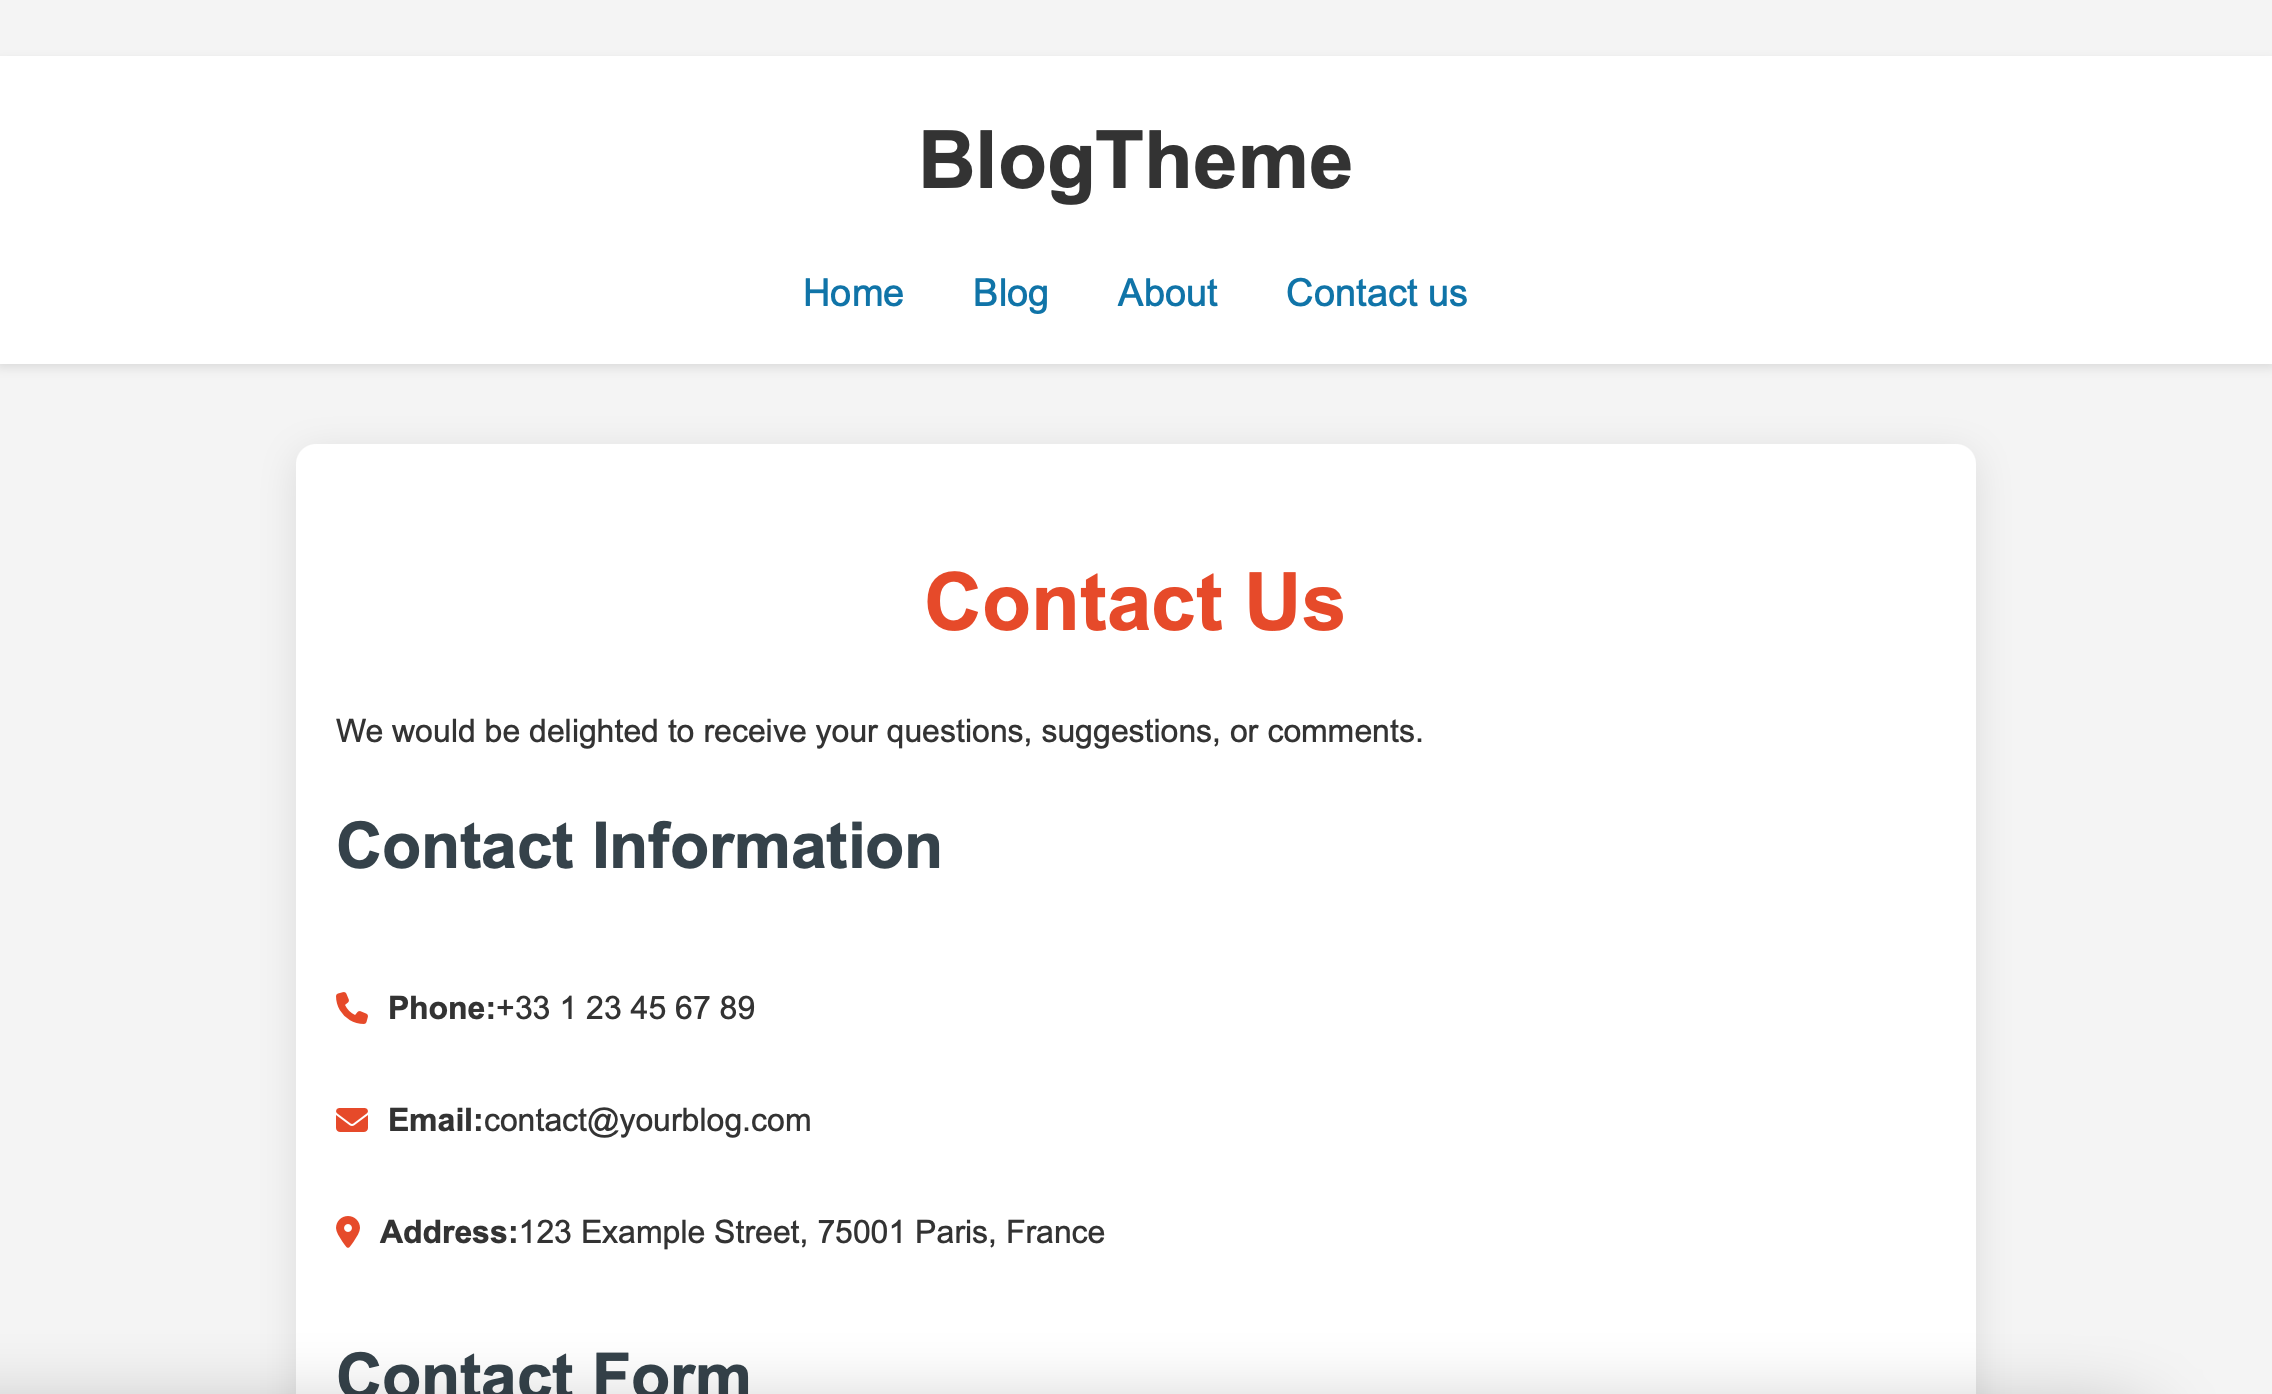 BlogTheme
Home Blog About Contact us
Contact Us
We would be delighted to receive your questions, suggestions, or comments.
Contact Information
Phone:+33 1 23 45 67 89
Email:contact@yourblog.com
Address:123 Example Street, 75001 Paris, France
Contact Form